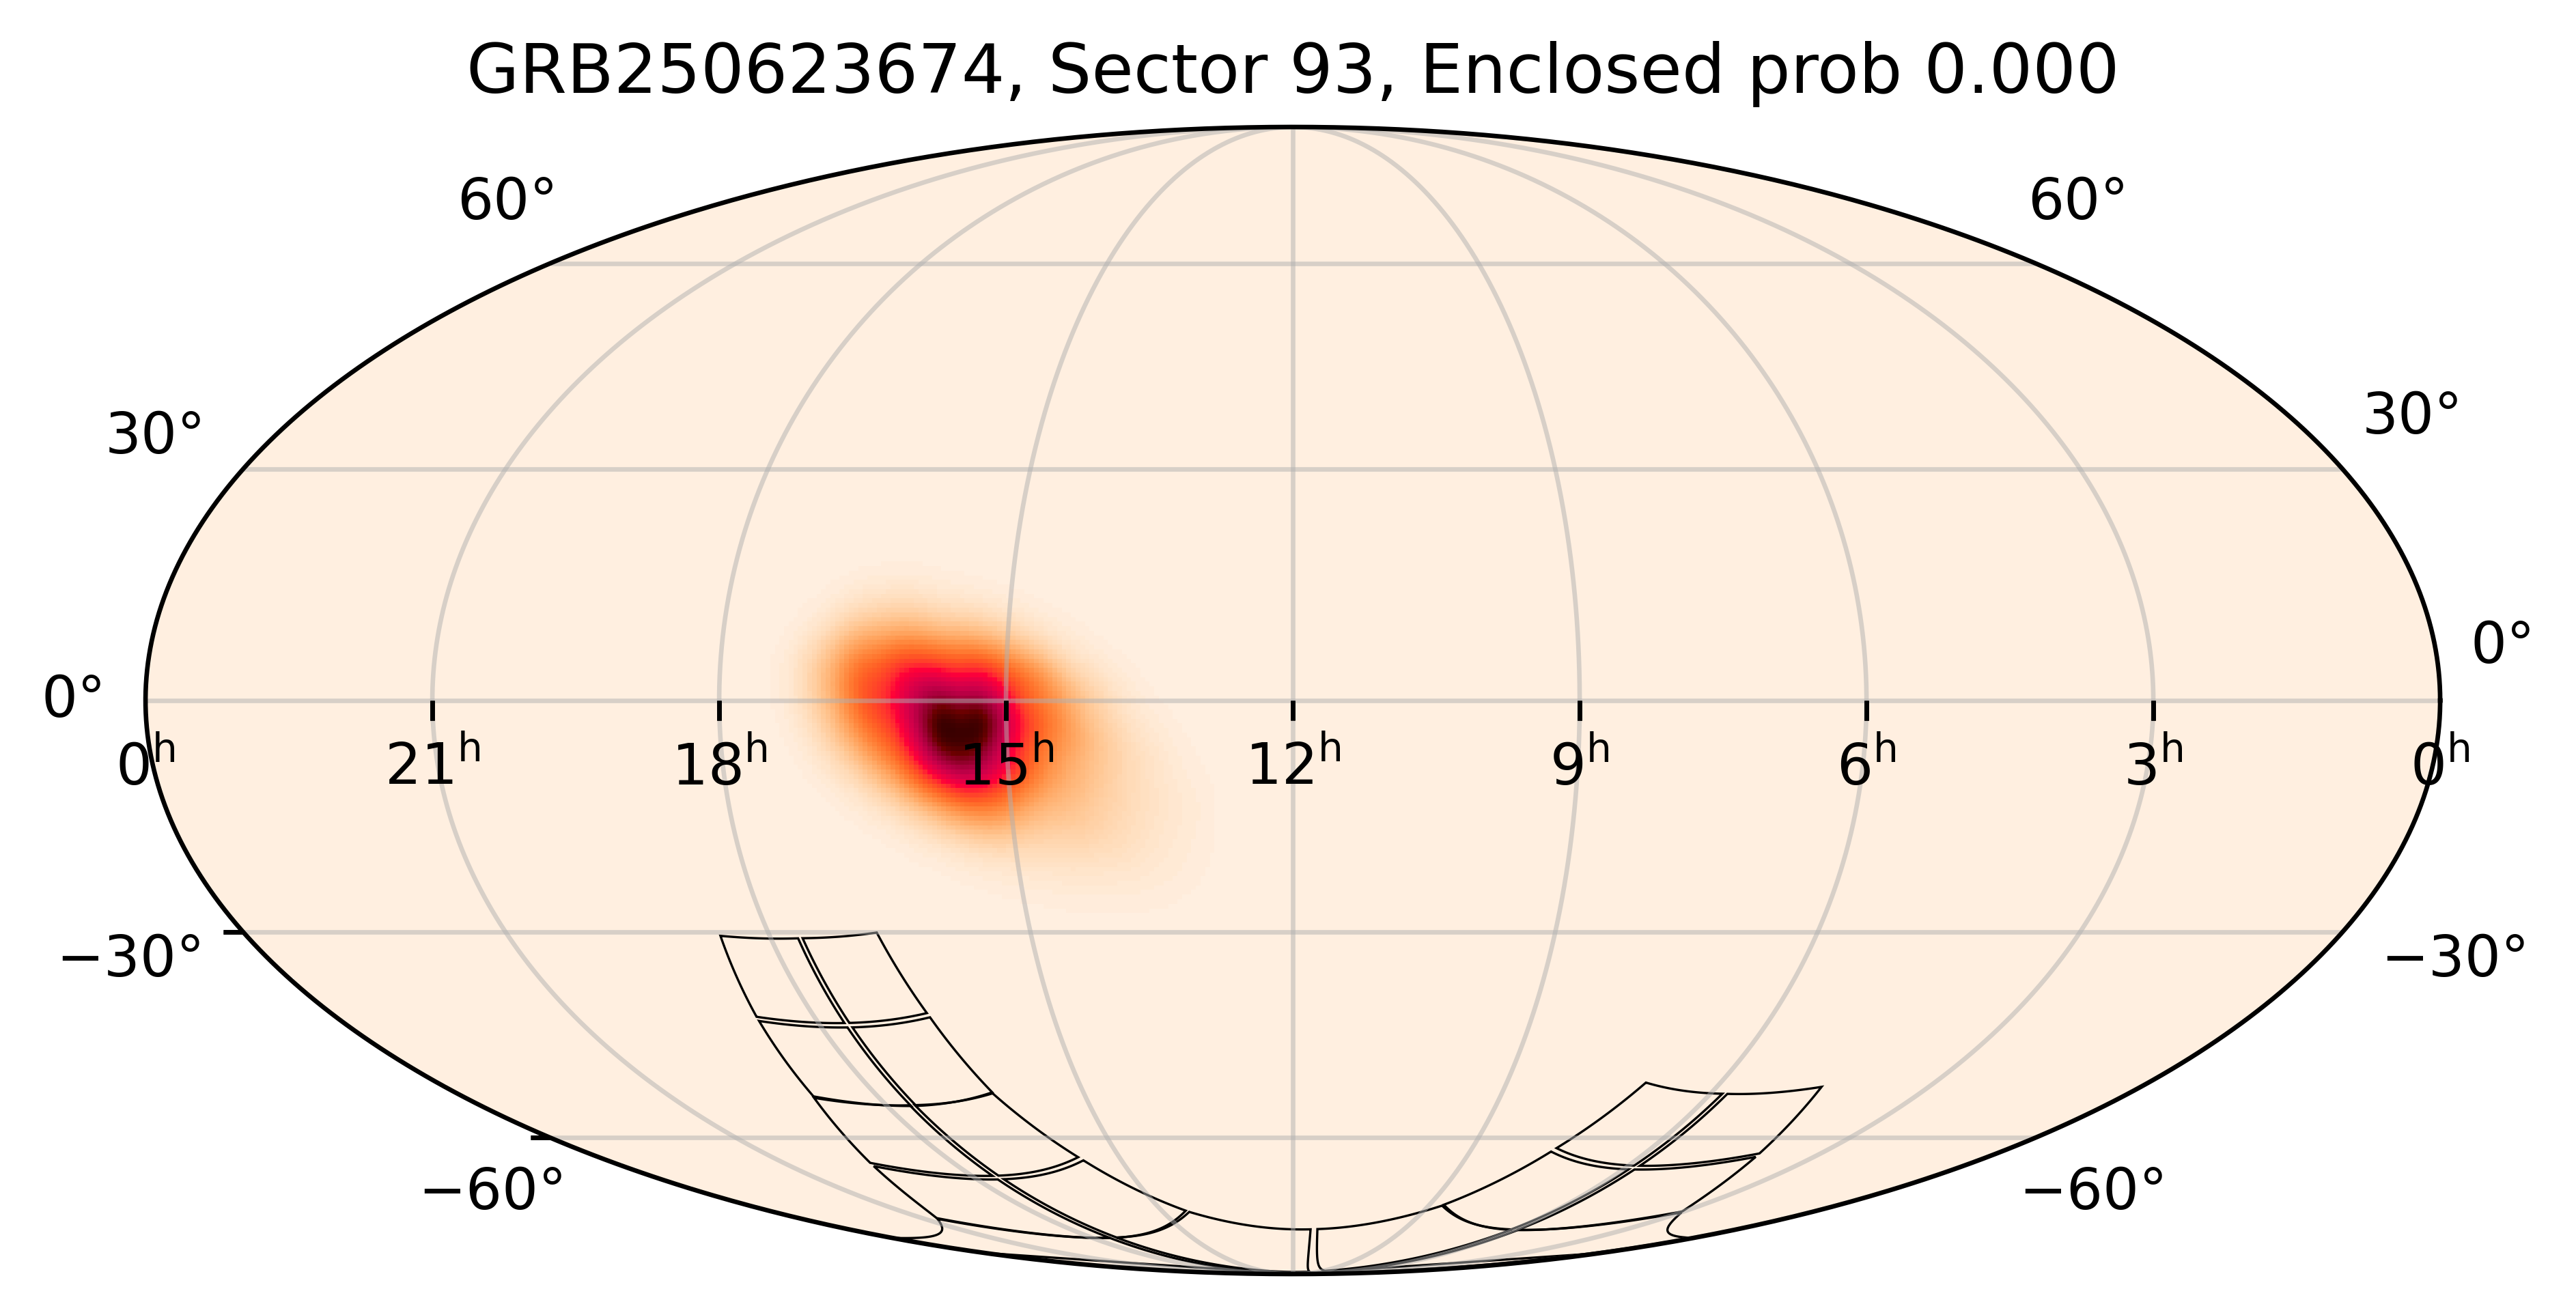 GRB250623674, Sector 93, Enclosed prob 0.000
60° 60°
30° 30°
0° 0°
0h 21h 18h 15h 12h 9h 6h 3h 0h
−30° −30°
−60° −60°